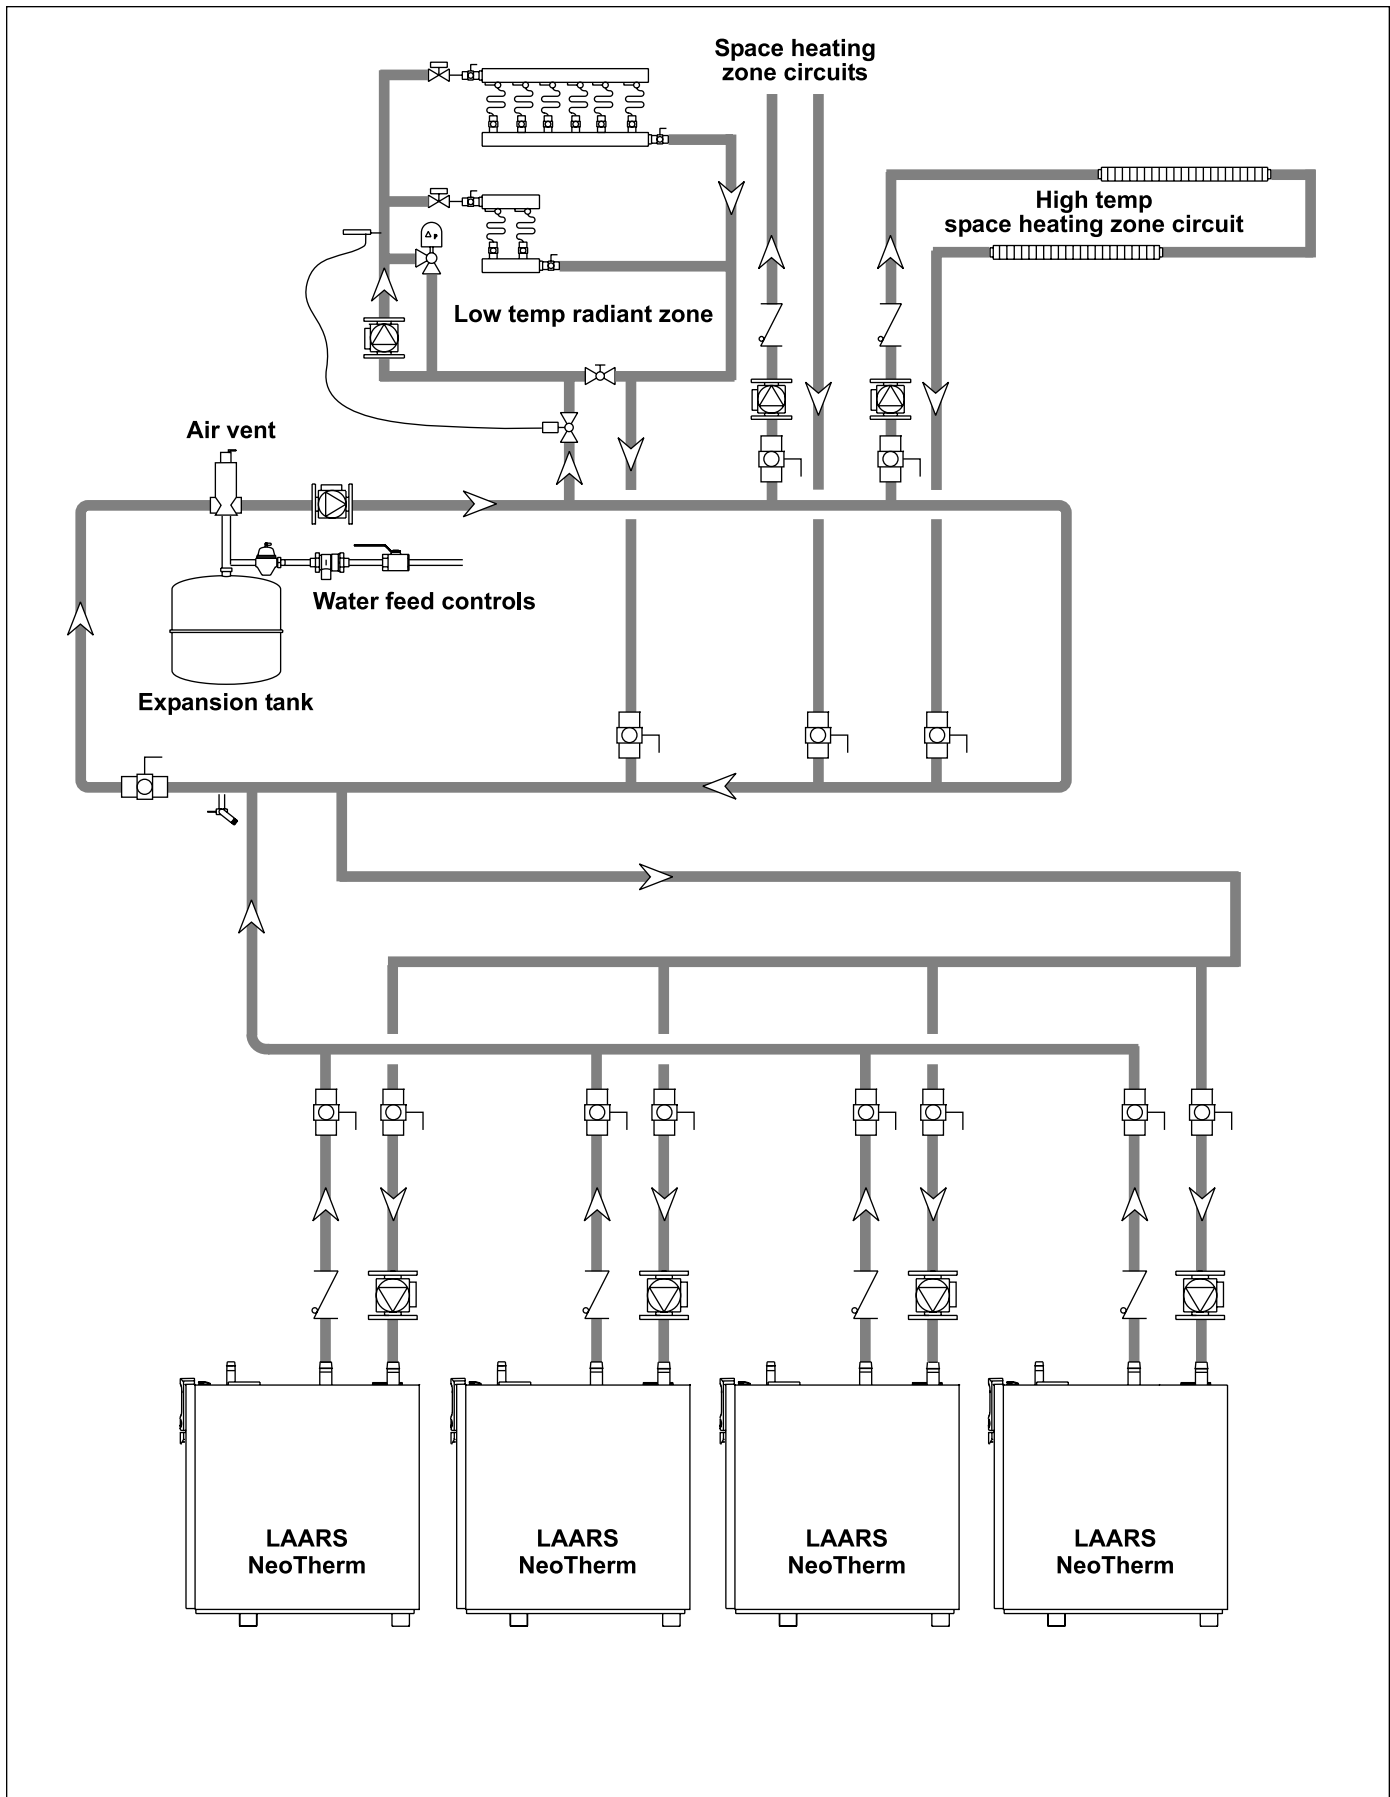 Space heating
zone circuits
High temp
space heating zone circuit
Δ P
Low temp radiant zone
Air vent
Water feed controls
Expansion tank
LAARS
NeoTherm
LAARS
NeoTherm
LAARS
NeoTherm
LAARS
NeoTherm